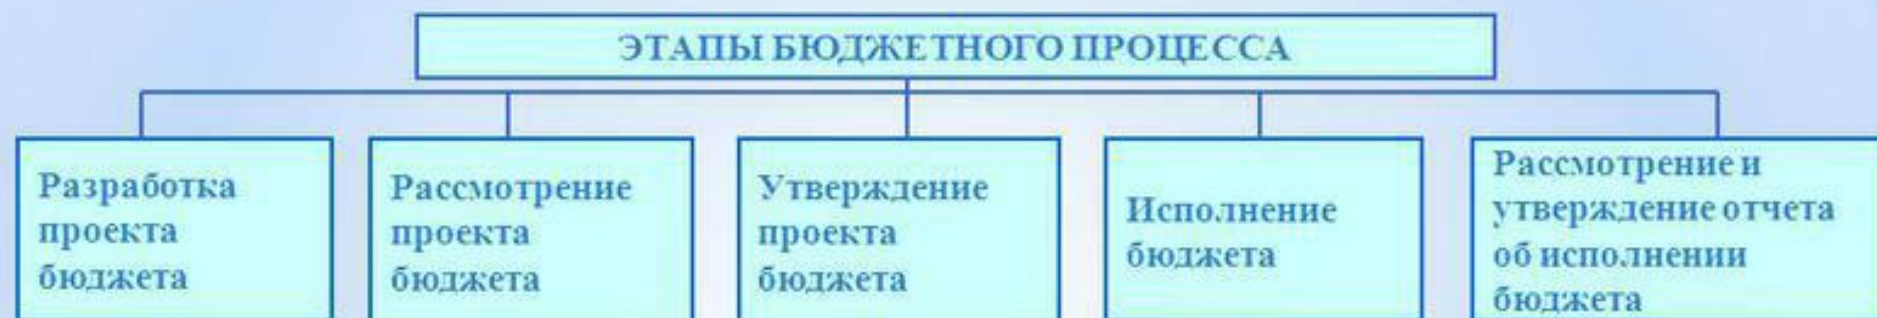 ЭТАПЫ БЮДЖЕТНОГО ПРОЦЕССА
Разработка
проекта
бюджета
Рассмотрение
проекта
бюджета
Утверждение
проекта
бюджета
Исполнение
бюджета
Рассмотрение и
утверждение отчета
об исполнении
бюджета